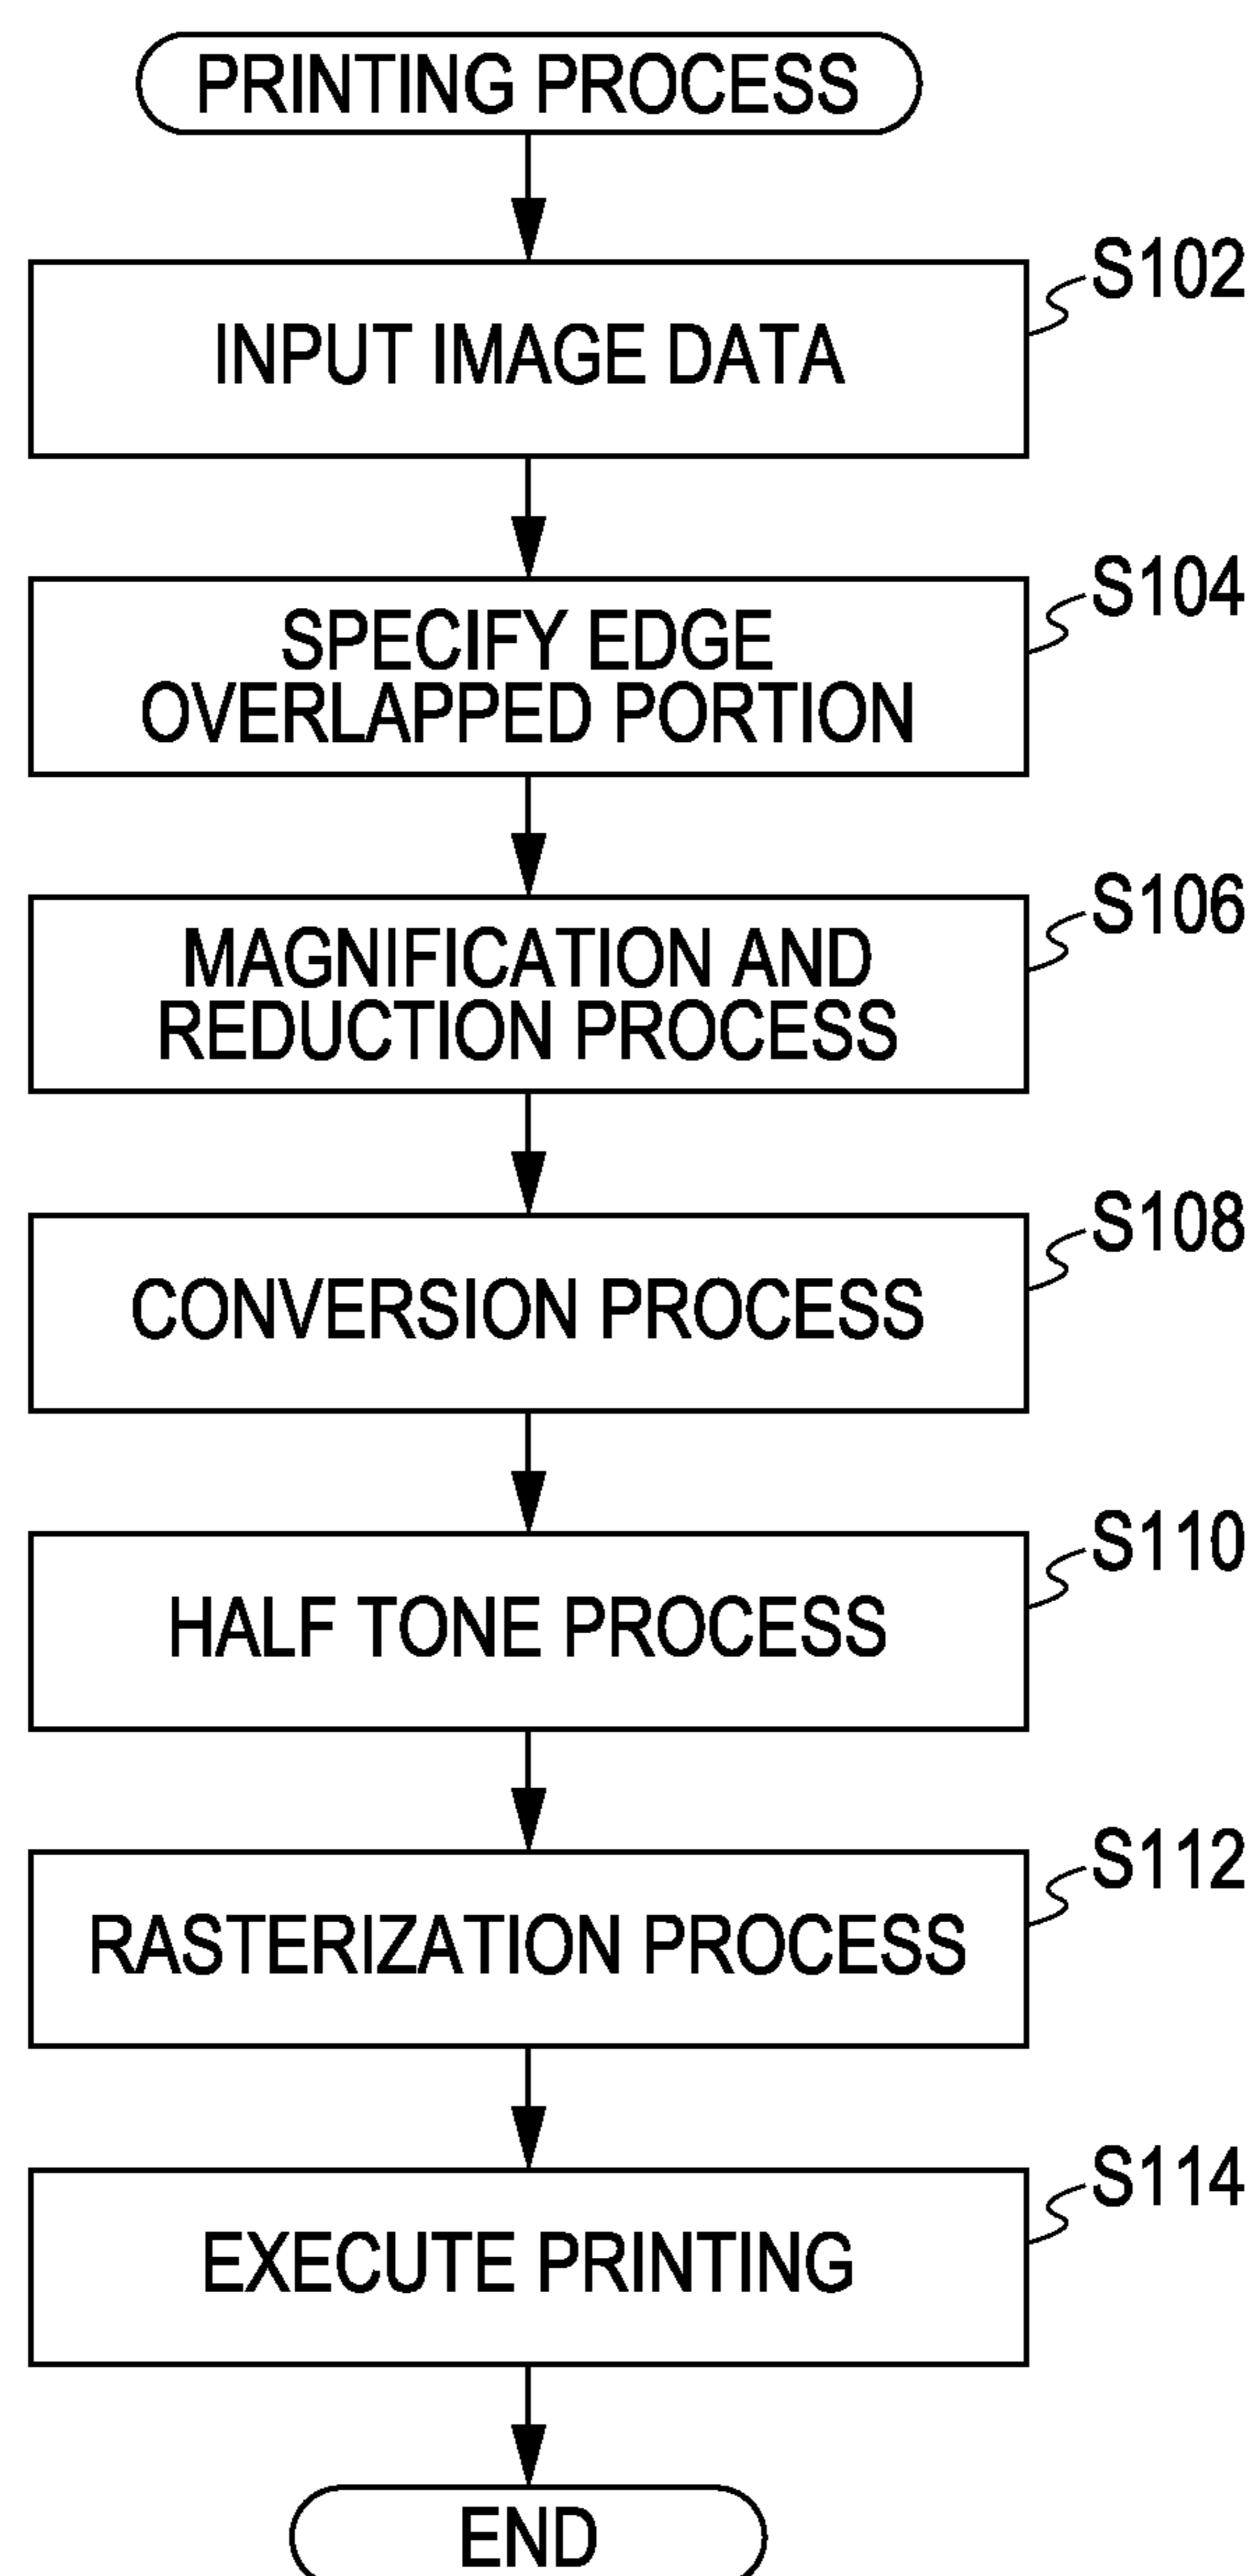 PRINTING PROCESS
S102
INPUT IMAGE DATA
S104
SPECIFY EDGE
OVERLAPPED PORTION
S106
MAGNIFICATION AND
REDUCTION PROCESS
S108
CONVERSION PROCESS
S110
HALF TONE PROCESS
S112
RASTERIZATION PROCESS
S114
EXECUTE PRINTING
END